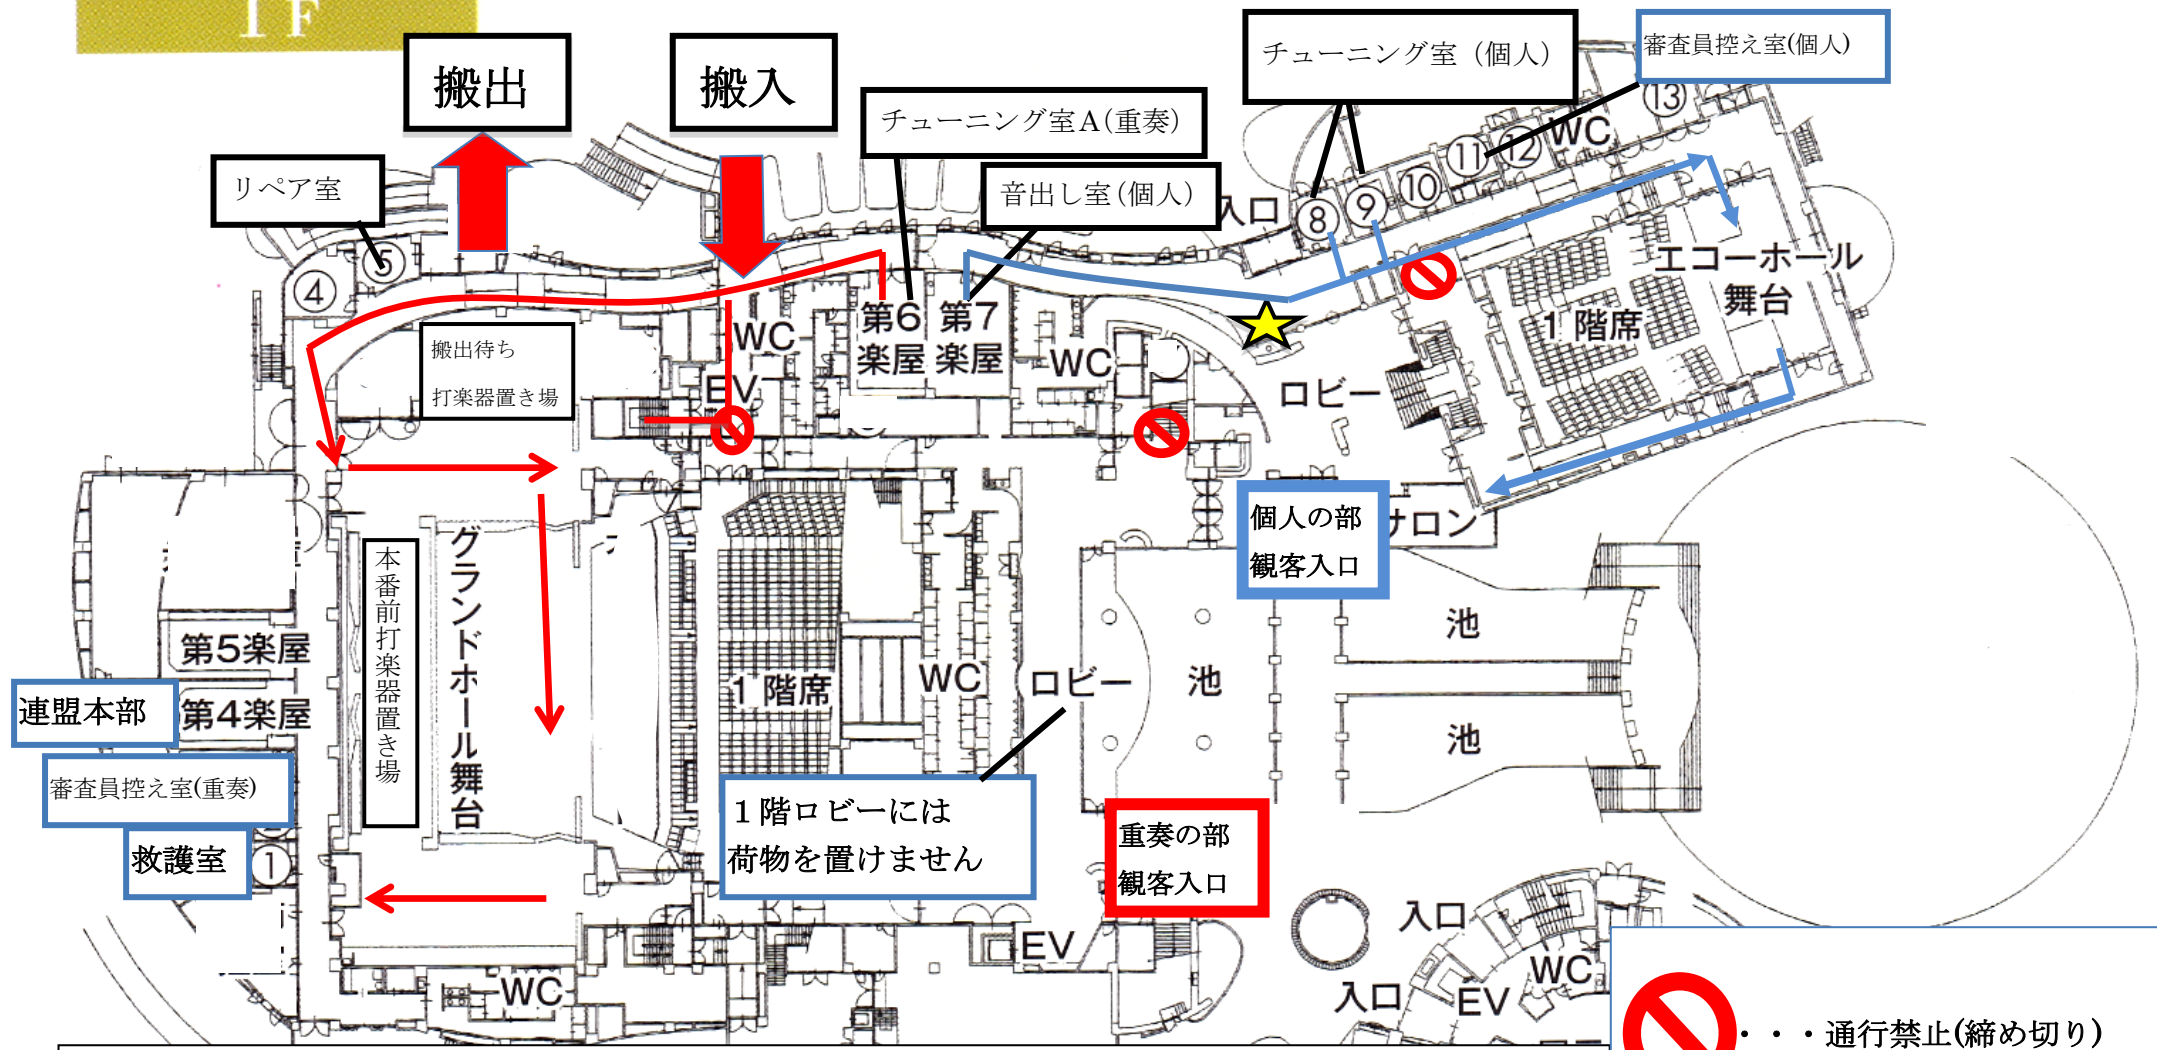 1F
搬出
搬入
チューニング室A(重奏)
チューニング室（個人）
審査員控え室(個人)
リペア室
音出し室(個人)
入口
⑧
⑨
⑩
⑪
⑫
WC
⑬
④
⑤
搬出待ち
打楽器置き場
WC
EV
第6
楽屋
第7
楽屋
WC
ロビー
エコーホール
舞台
1階席
サロン
個人の部
観客入口
本番前打楽器置き場
グランドホール舞台
1階席
WC
ロビー
池
池
池
第5楽屋
第4楽屋
連盟本部
審査員控え室(重奏)
救護室
①
１階ロビーには
荷物を置けません
重奏の部
観客入口
WC
EV
入口
入口
EV
WC
・・・通行禁止(締め切り)